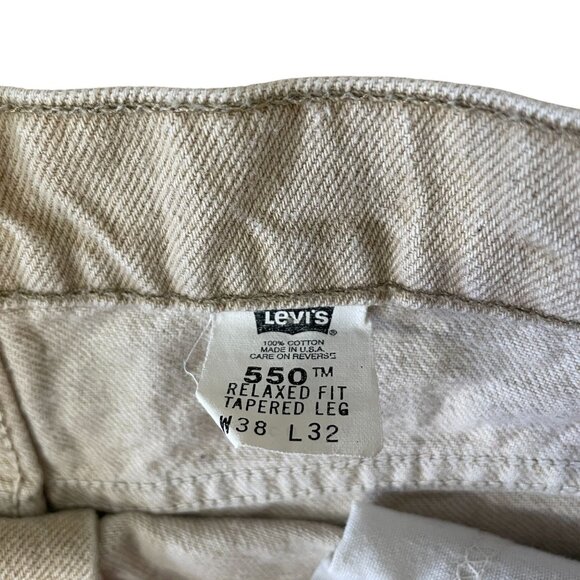 Levi's ®
100% COTTON
MADE IN U.S.A.
CARE ON REVERSE
550™
RELAXED FIT
TAPERED LEG
W38 L32